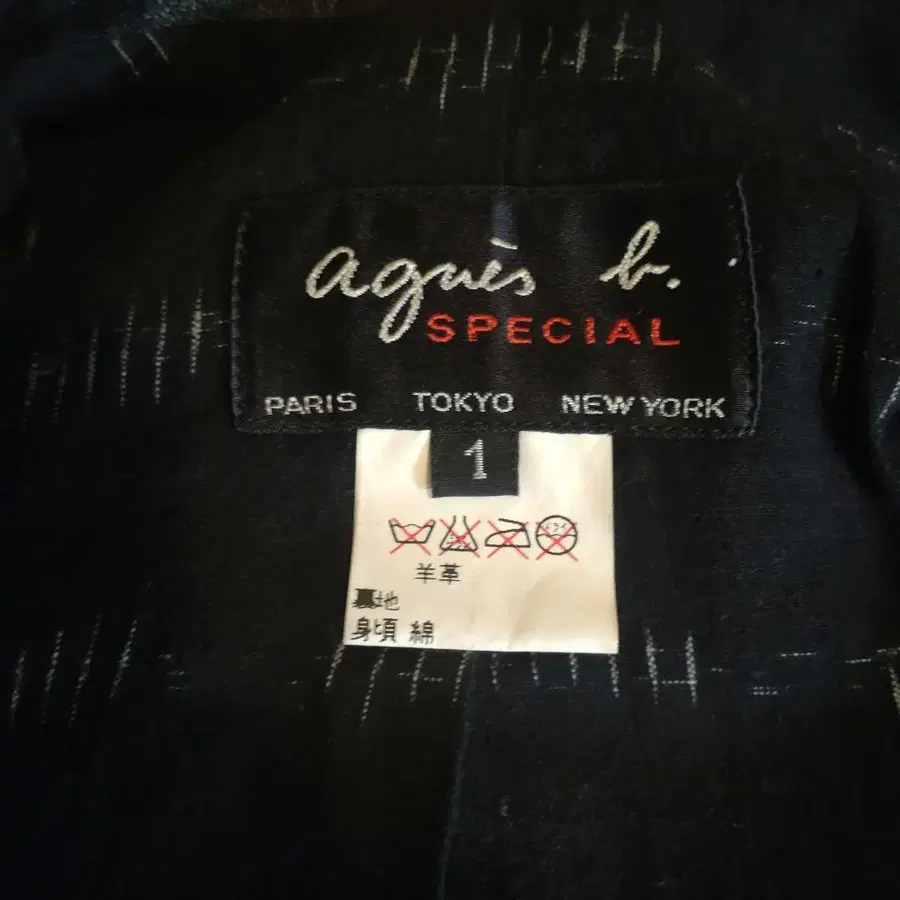 agnès b.
SPECIAL
PARIS TOKYO NEW YORK
1
羊革
裏地
身頃 綿